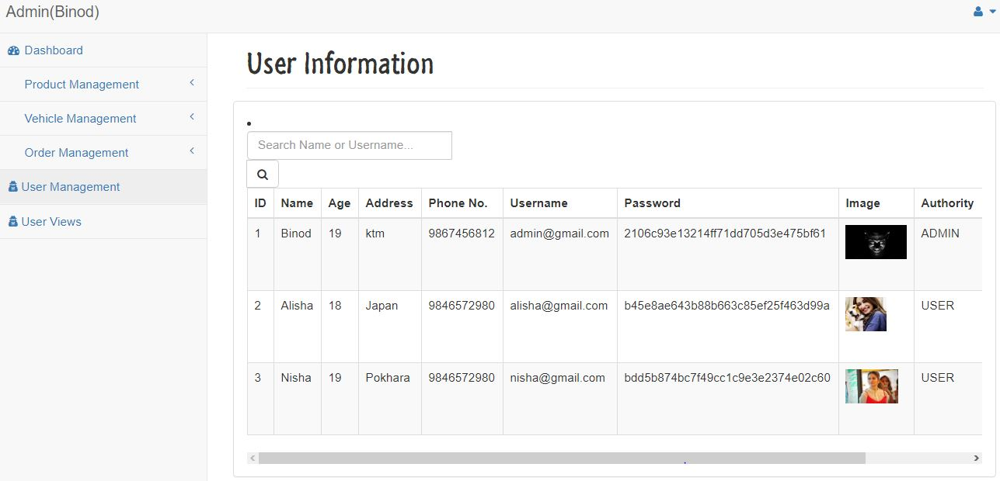 Admin(Binod)
Dashboard
Product Management
Vehicle Management
Order Management
User Management
User Views
User Information
Search Name or Username...
ID Name Age Address Phone No. Username Password Image Authority
1 Binod 19 ktm 9867456812 admin@gmail.com 2106c93e13214ff71dd705d3e475bf61 ADMIN
2 Alisha 18 Japan 9846572980 alisha@gmail.com b45e8ae643b88b663c85ef25f463d99a USER
3 Nisha 19 Pokhara 9846572980 nisha@gmail.com bdd5b874bc7f49cc1c9e3e2374e02c60 USER